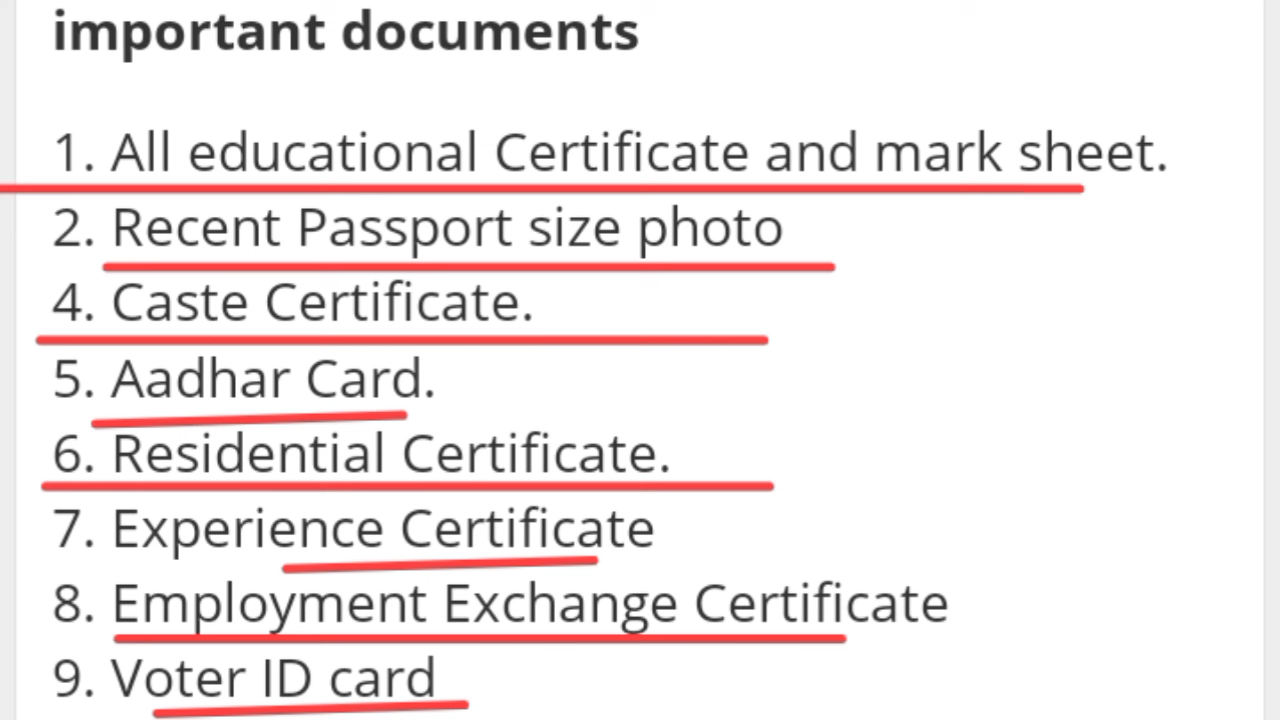 important documents
1. All educational Certificate and mark sheet.
2. Recent Passport size photo
4. Caste Certificate.
5. Aadhar Card.
6. Residential Certificate.
7. Experience Certificate
8. Employment Exchange Certificate
9. Voter ID card